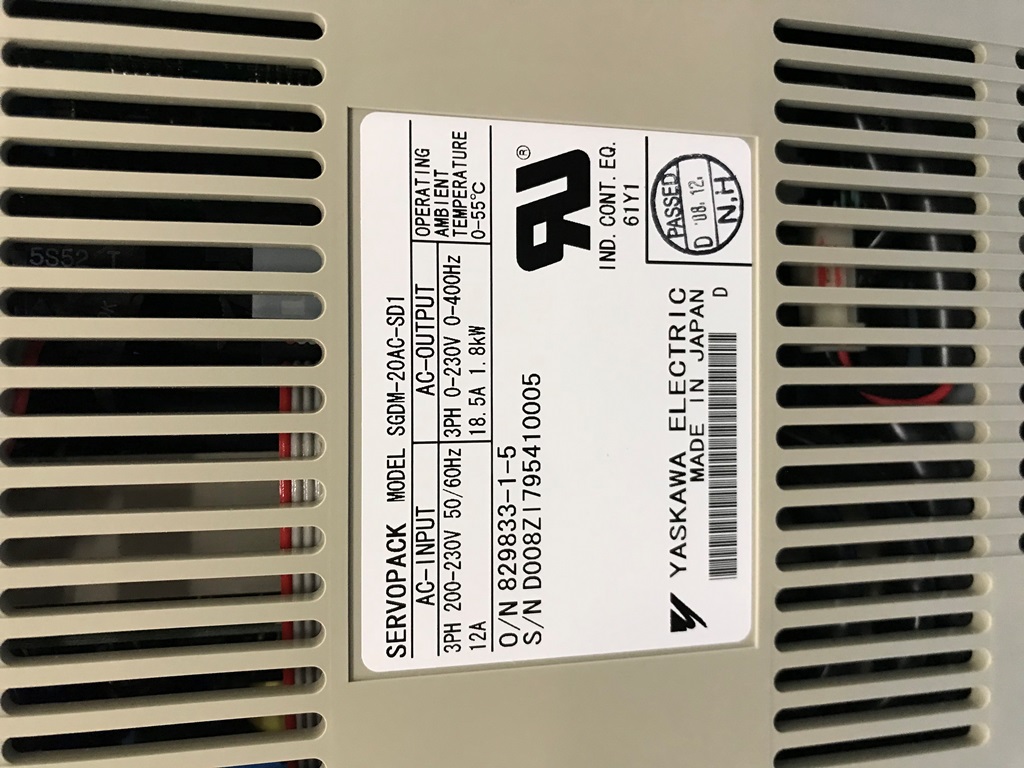 SERVOPACK MODEL SGDM-20AC-SD1
AC-INPUT
3PH 200-230V 50/60Hz
12A
AC-OUTPUT
3PH 0-230V 0-400Hz
18.5A 1.8kW
OPERATING
AMBIENT
TEMPERATURE
0-55°C
O/N 829833-1-5
S/N D008Z1795410005
®
IND. CONT. EQ.
61Y1
YASKAWA ELECTRIC
MADE IN JAPAN
D
PASSED
D '08.12.
N.H
5S52